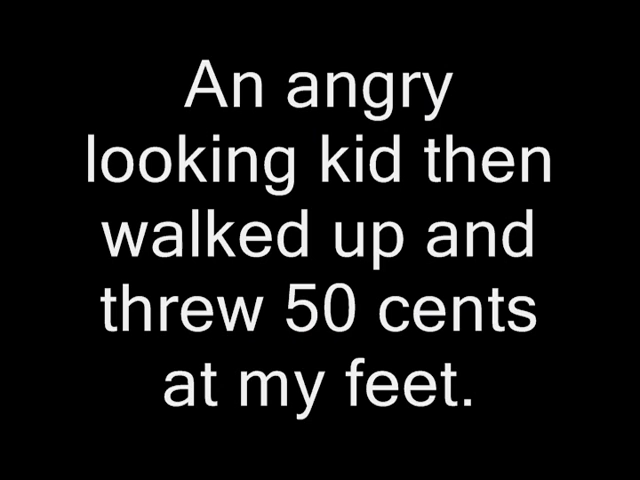 An angry
looking kid then
walked up and
threw 50 cents
at my feet.